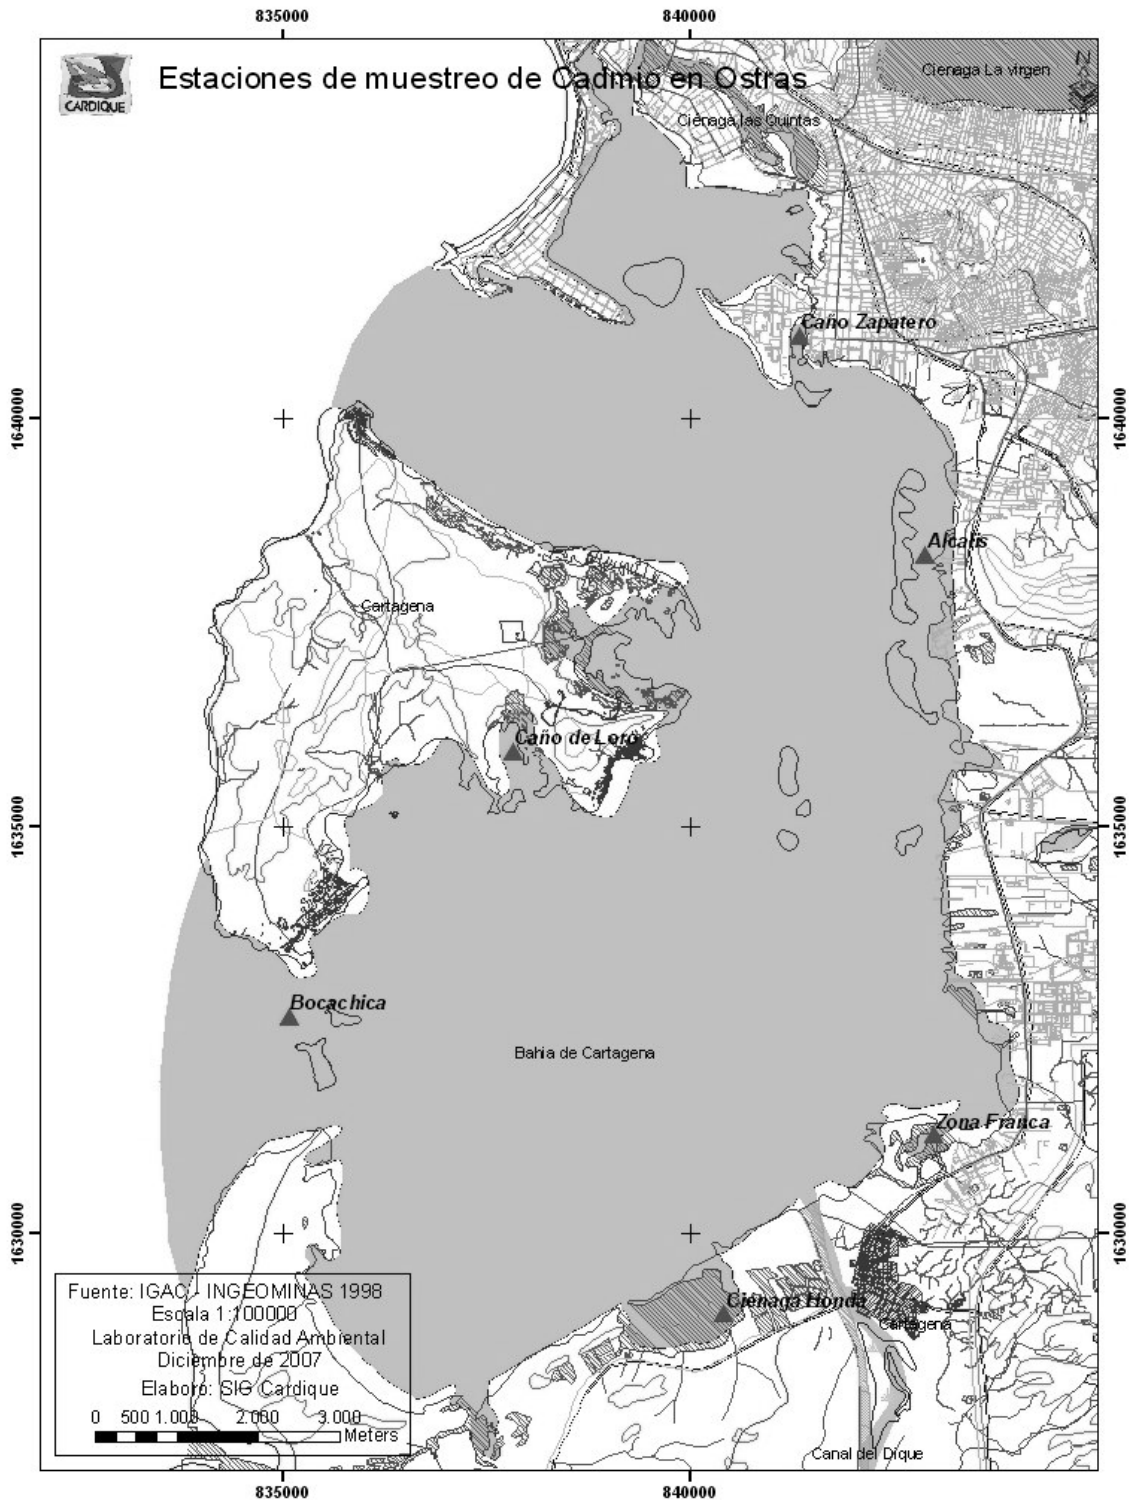 835000
840000
CARDIQUE
Estaciones de muestreo de Cadmio en Ostras
Cienaga La virgen
N
Ciénaga las Quintas
Caño Zapatero
1640000
1640000
Alcalis
Cartagena
Caño de Loro
1635000
1635000
Bocachica
Bahia de Cartagena
Zona Franca
1630000
1630000
Ciénaga Honda
Cartagena
Fuente: IGAC - INGEOMINAS 1998
Escala 1:100000
Laboratorio de Calidad Ambiental
Diciembre de 2007
Elaboró: SIG Cardique
0 500 1.000 2.000 3.000
Meters
Canal del Dique
835000
840000